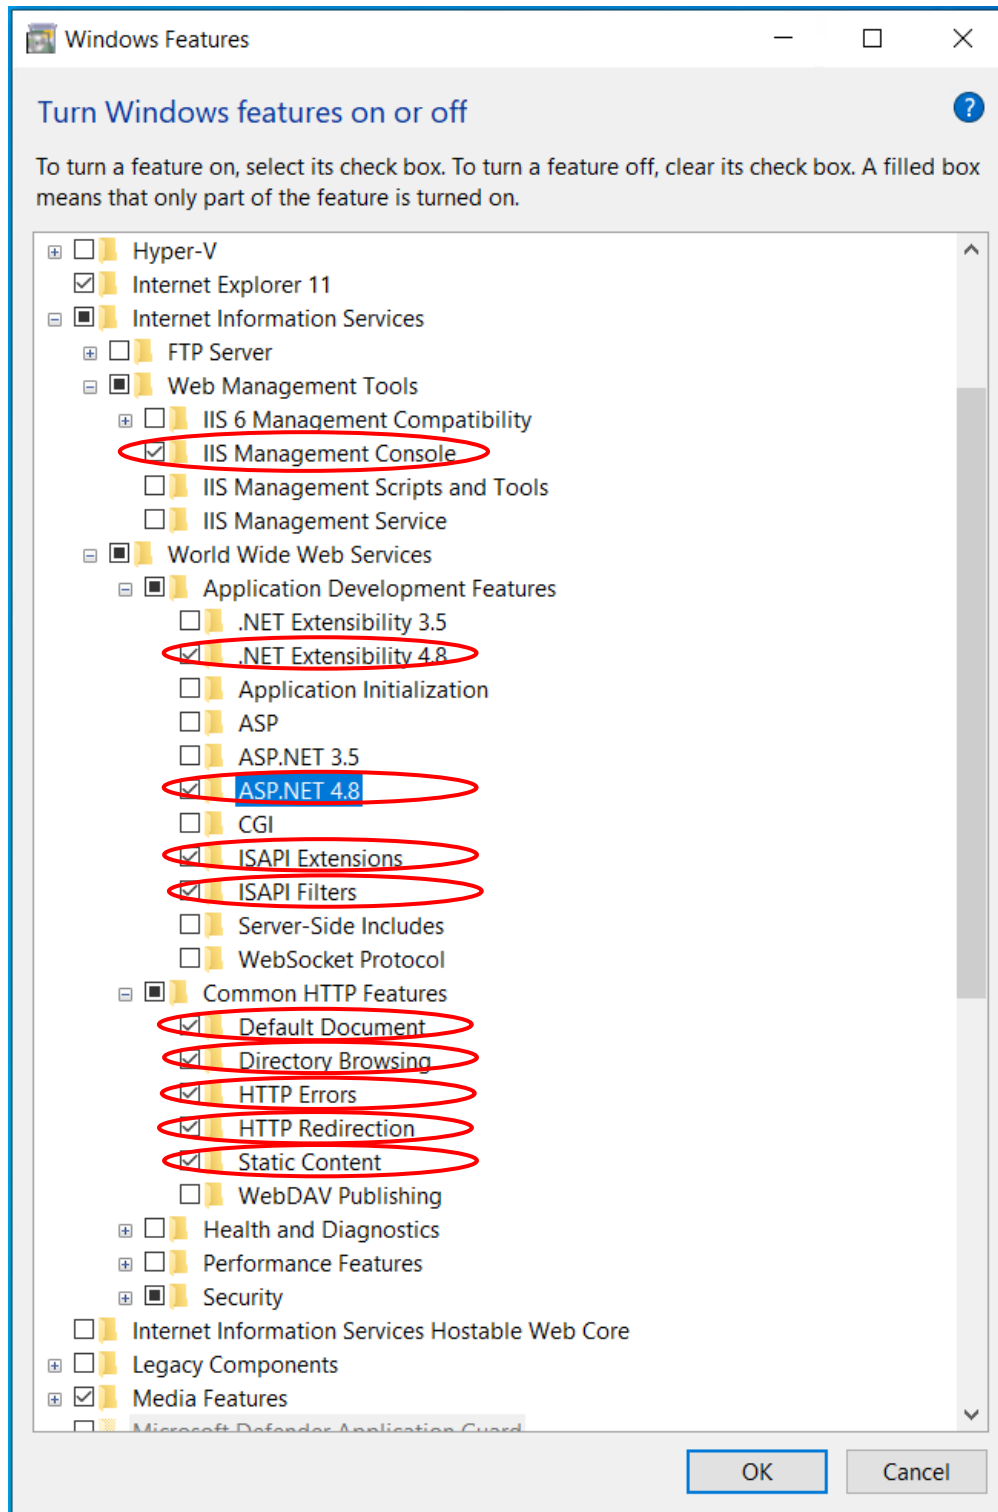 Windows Features
Turn Windows features on or off
To turn a feature on, select its check box. To turn a feature off, clear its check box. A filled box
means that only part of the feature is turned on.
Hyper-V
Internet Explorer 11
Internet Information Services
FTP Server
Web Management Tools
IIS 6 Management Compatibility
IIS Management Console
IIS Management Scripts and Tools
IIS Management Service
World Wide Web Services
Application Development Features
.NET Extensibility 3.5
.NET Extensibility 4.8
Application Initialization
ASP
ASP.NET 3.5
ASP.NET 4.8
CGI
ISAPI Extensions
ISAPI Filters
Server-Side Includes
WebSocket Protocol
Common HTTP Features
Default Document
Directory Browsing
HTTP Errors
HTTP Redirection
Static Content
WebDAV Publishing
Health and Diagnostics
Performance Features
Security
Internet Information Services Hostable Web Core
Legacy Components
Media Features
Microsoft Defender Application Guard
OK Cancel